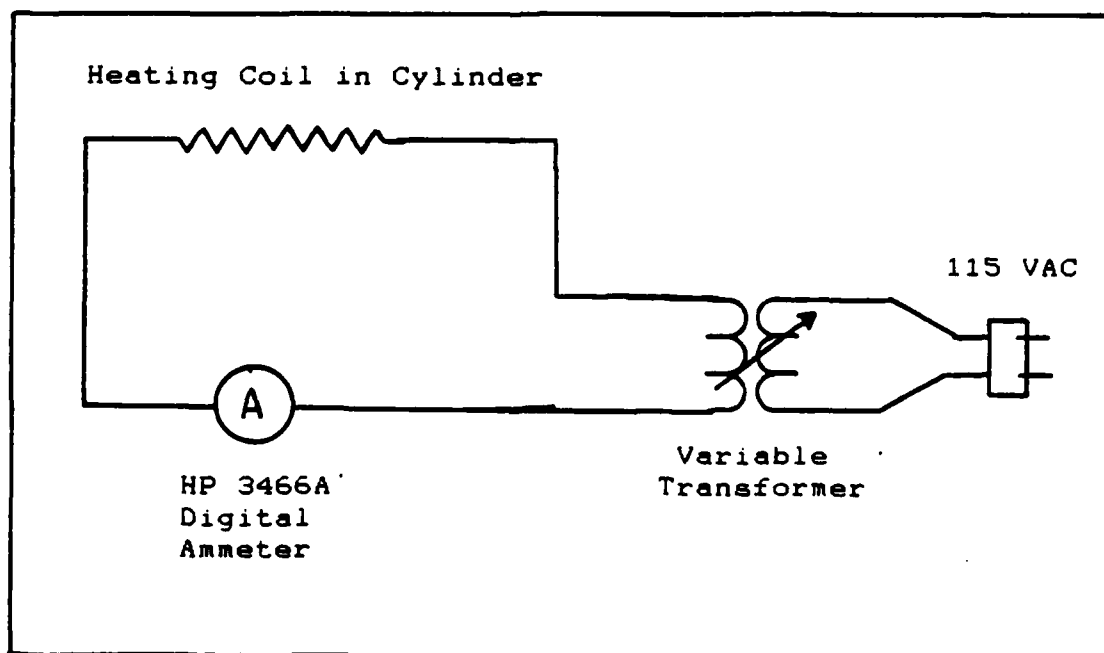 Heating Coil in Cylinder
115 VAC
A
HP 3466A
Digital
Ammeter
Variable
Transformer